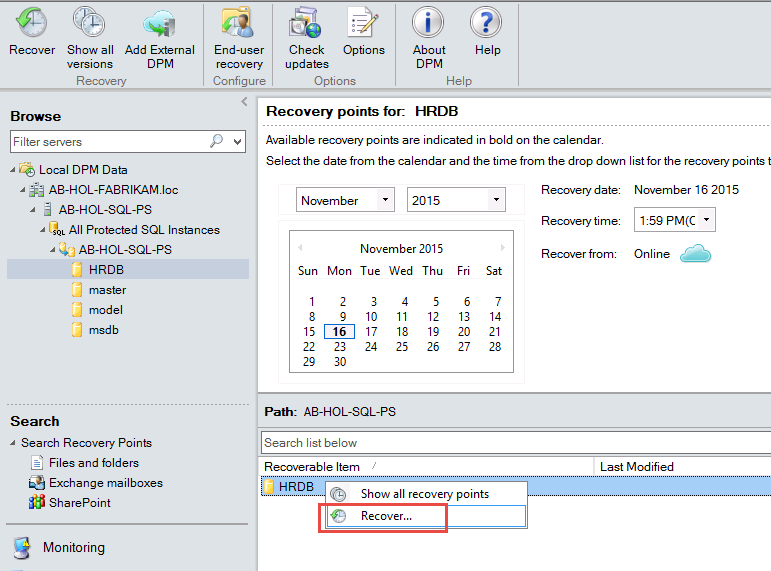 Recover
Show all versions
Add External DPM
End-user recovery
Check updates
Options
About DPM
Help
Recovery
Configure
Options
Help
Browse
Filter servers
Local DPM Data
AB-HOL-FABRIKAM.loc
AB-HOL-SQL-PS
All Protected SQL Instances
AB-HOL-SQL-PS
HRDB
master
model
msdb
Search
Search Recovery Points
Files and folders
Exchange mailboxes
SharePoint
Monitoring
Recovery points for: HRDB
Available recovery points are indicated in bold on the calendar.
Select the date from the calendar and the time from the drop down list for the recovery points t
November 2015
November 2015
Sun Mon Tue Wed Thu Fri Sat
1 2 3 4 5 6 7
8 9 10 11 12 13 14
15 16 17 18 19 20 21
22 23 24 25 26 27 28
29 30
Recovery date: November 16 2015
Recovery time: 1:59 PM(C
Recover from: Online
Path: AB-HOL-SQL-PS
Search list below
Recoverable Item / Last Modified
HRDB
Show all recovery points
Recover...